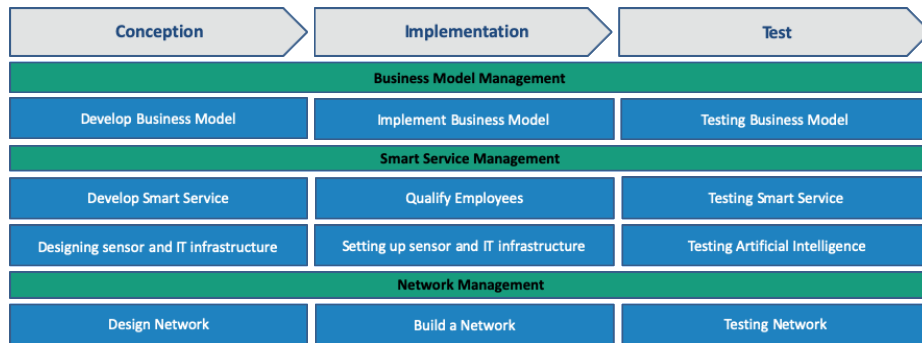 Conception
Implementation
Test
Business Model Management
Develop Business Model
Implement Business Model
Testing Business Model
Smart Service Management
Develop Smart Service
Qualify Employees
Testing Smart Service
Designing sensor and IT infrastructure
Setting up sensor and IT infrastructure
Testing Artificial Intelligence
Network Management
Design Network
Build a Network
Testing Network